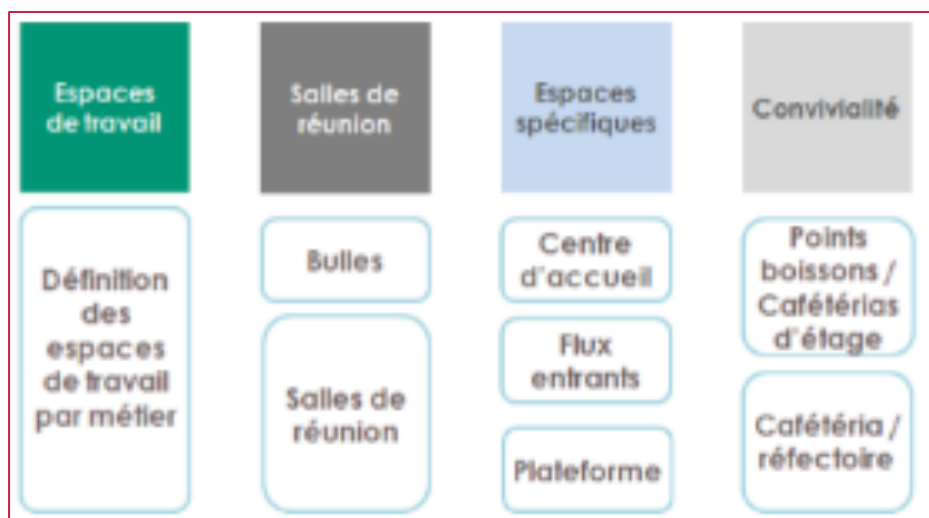 Espaces
de travail
Salles de
réunion
Espaces
spécifiques
Convivialité
Définition
des
espaces
de travail
par métier
Bulles
Salles de
réunion
Centre
d'accueil
Flux
entrants
Plateforme
Points
boissons /
Cafétérias
d'étage
Cafétéria /
réfectoire